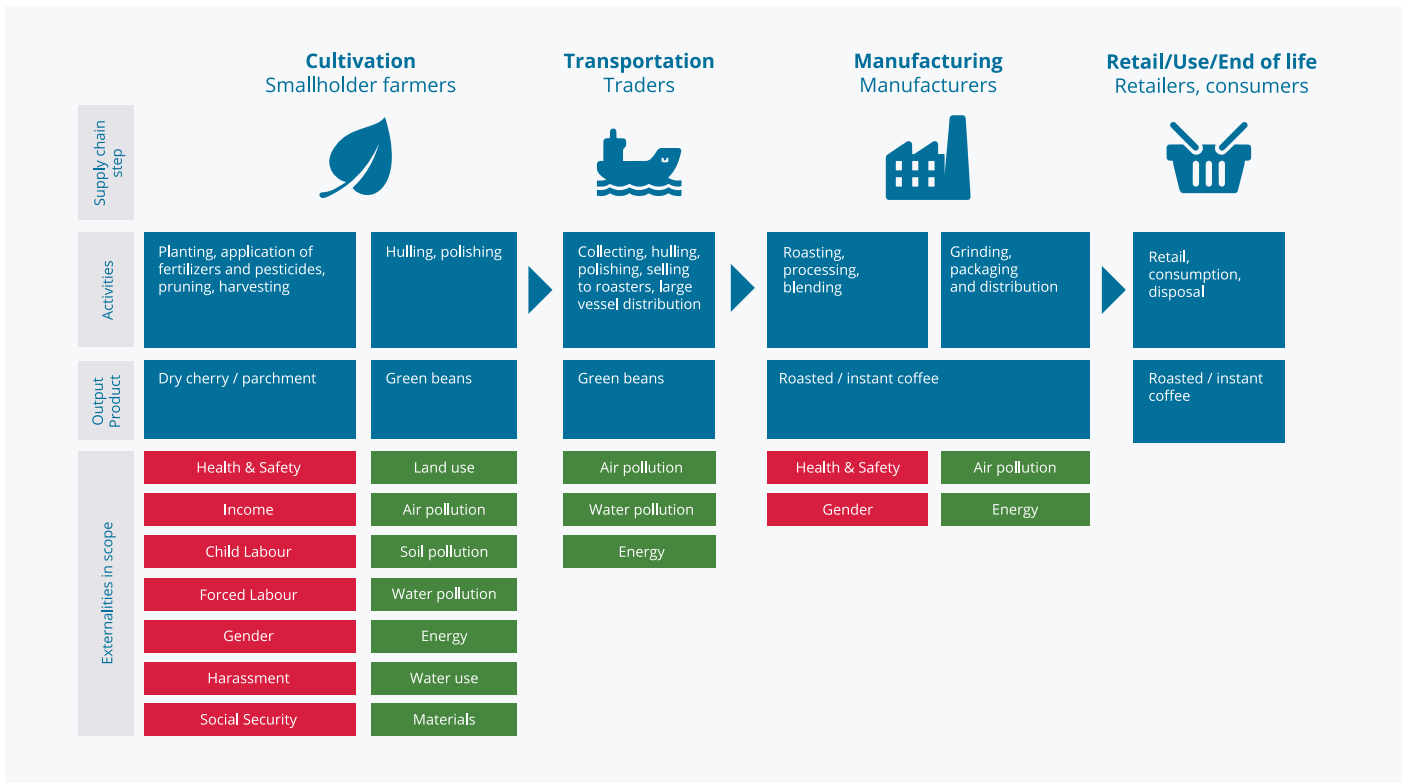 Cultivation
Smallholder farmers
Transportation
Traders
Manufacturing
Manufacturers
Retail/Use/End of life
Retailers, consumers
Supply chain
step
Activities
Planting, application of
fertilizers and pesticides,
pruning, harvesting
Hulling, polishing
Collecting, hulling,
polishing, selling
to roasters, large
vessel distribution
Roasting,
processing,
blending
Grinding,
packaging
and distribution
Retail,
consumption,
disposal
Output
Product
Dry cherry / parchment
Green beans
Green beans
Roasted / instant coffee
Roasted / instant
coffee
Externalities in scope
Health & Safety
Income
Child Labour
Forced Labour
Gender
Harassment
Social Security
Land use
Air pollution
Soil pollution
Water pollution
Energy
Water use
Materials
Air pollution
Water pollution
Energy
Health & Safety
Gender
Air pollution
Energy